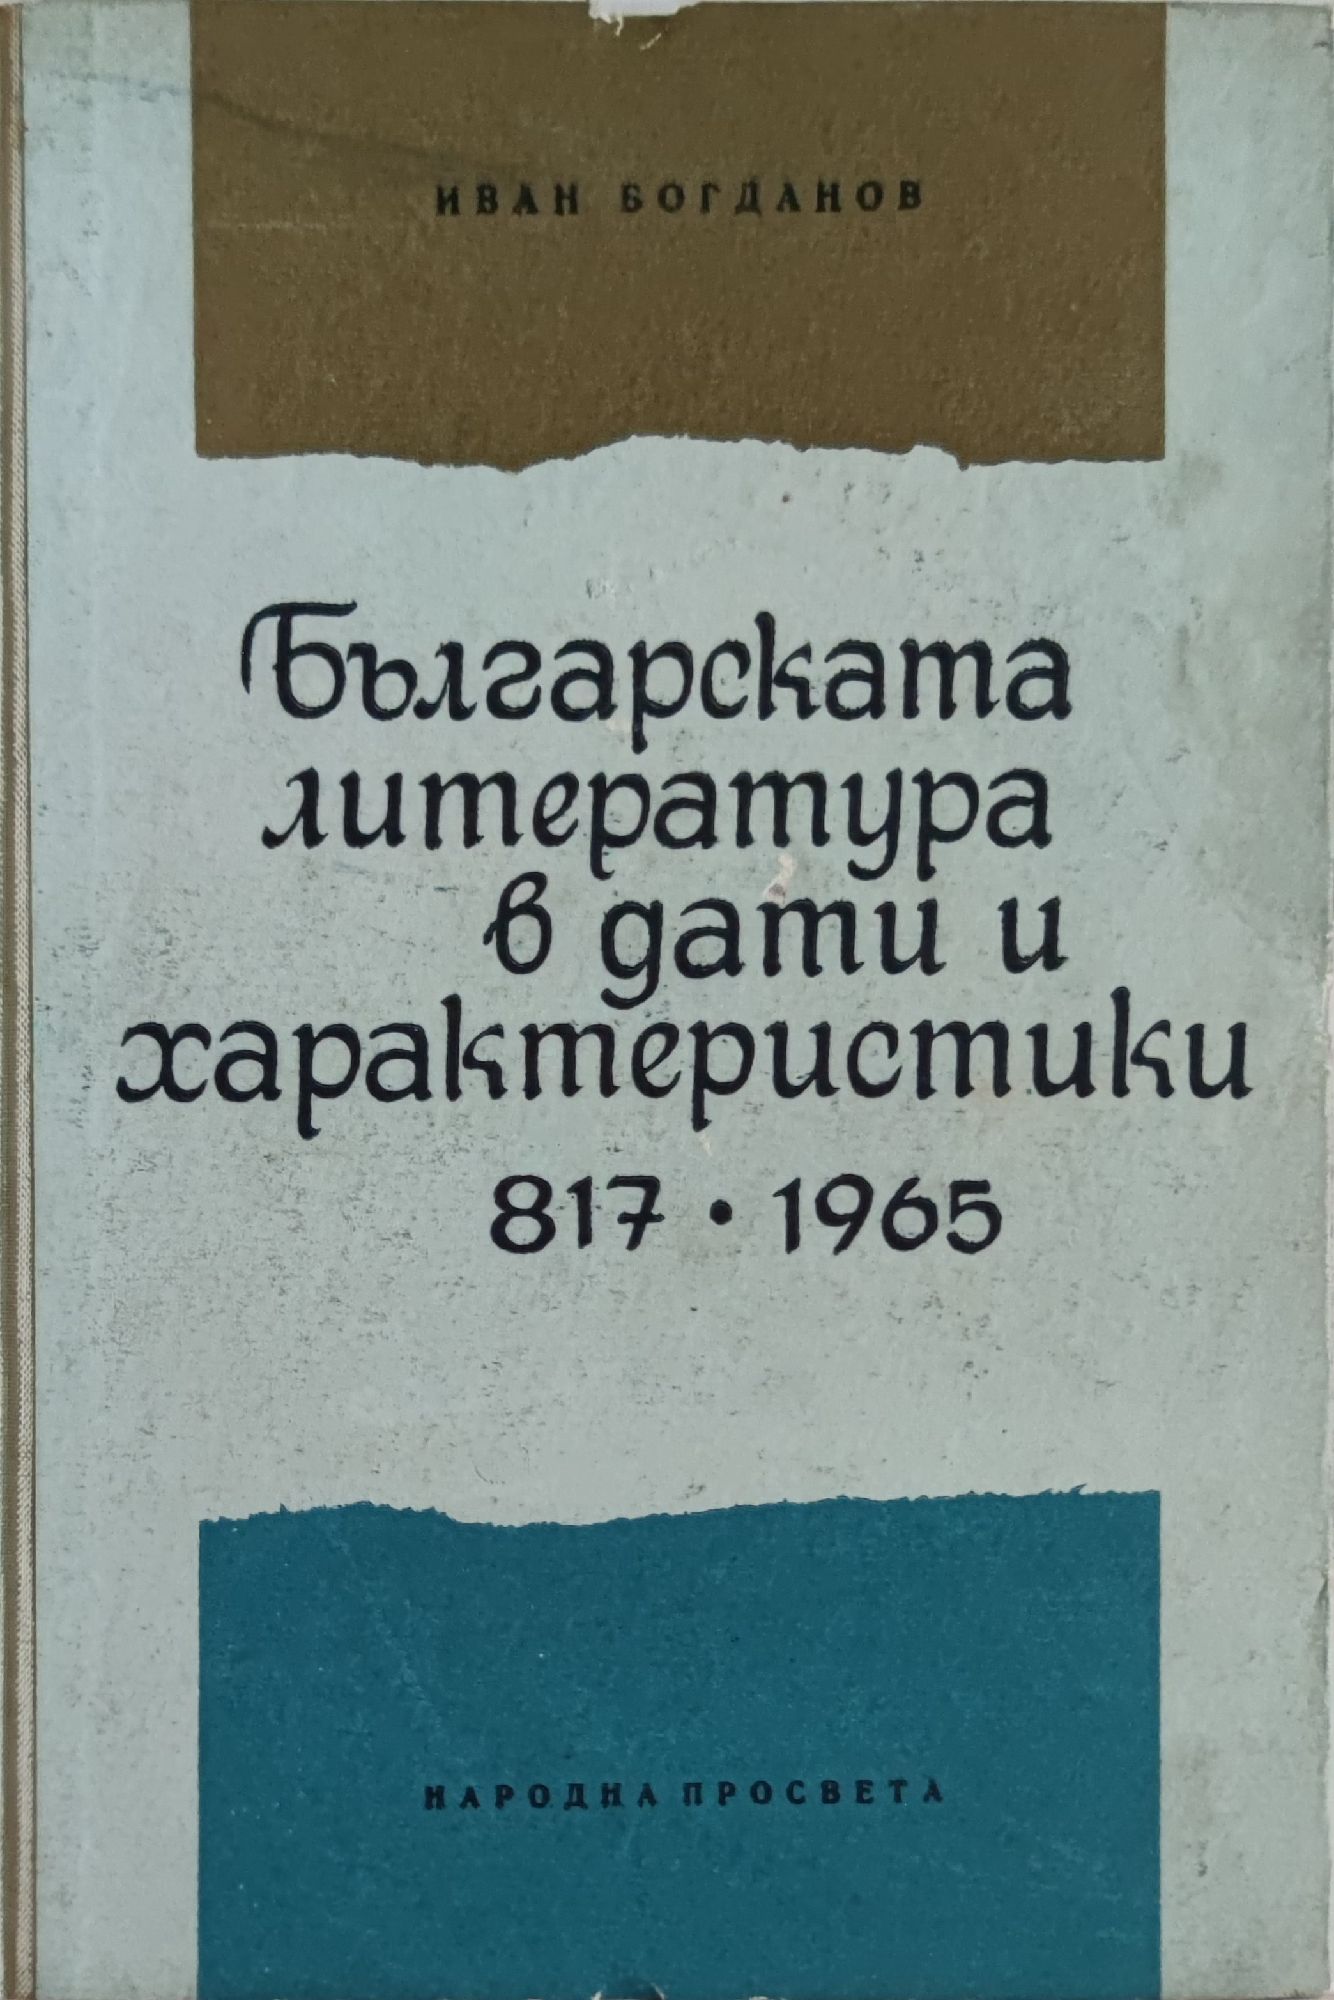 ИВАН БОГДАНОВ
Българската
литература
в дати и
характеристики
817 • 1965
НАРОДНА ПРОСВЕТА